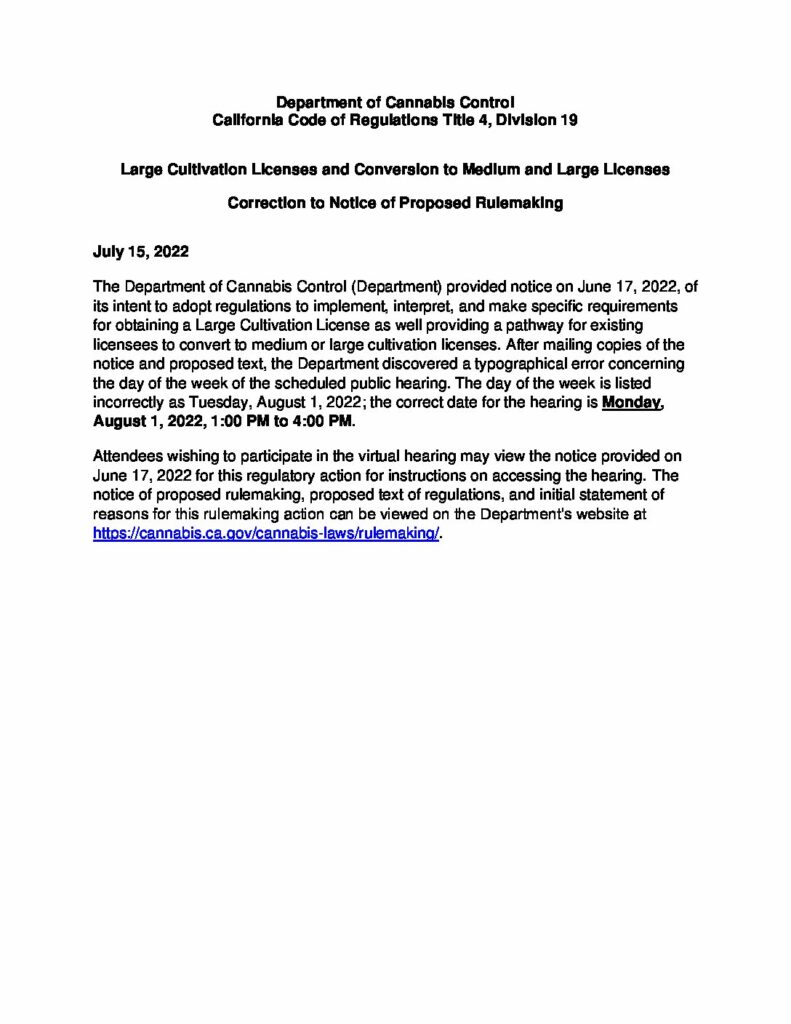 Department of Cannabis Control
California Code of Regulations Title 4, Division 19
Large Cultivation Licenses and Conversion to Medium and Large Licenses
Correction to Notice of Proposed Rulemaking
July 15, 2022
The Department of Cannabis Control (Department) provided notice on June 17, 2022, of
its intent to adopt regulations to implement, interpret, and make specific requirements
for obtaining a Large Cultivation License as well providing a pathway for existing
licensees to convert to medium or large cultivation licenses. After mailing copies of the
notice and proposed text, the Department discovered a typographical error concerning
the day of the week of the scheduled public hearing. The day of the week is listed
incorrectly as Tuesday, August 1, 2022; the correct date for the hearing is Monday,
August 1, 2022, 1:00 PM to 4:00 PM.
Attendees wishing to participate in the virtual hearing may view the notice provided on
June 17, 2022 for this regulatory action for instructions on accessing the hearing. The
notice of proposed rulemaking, proposed text of regulations, and initial statement of
reasons for this rulemaking action can be viewed on the Department's website at
https://cannabis.ca.gov/cannabis-laws/rulemaking/.